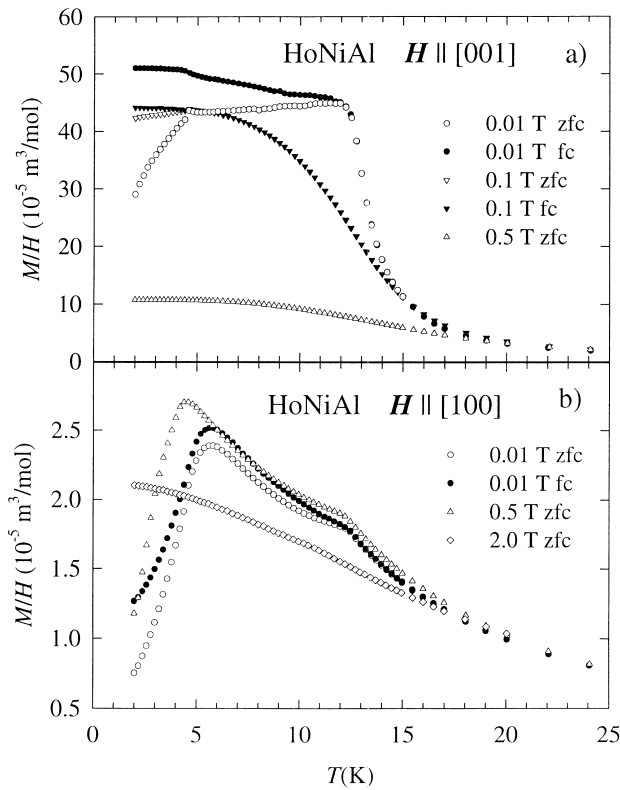 60
50
40
30
20
10
0
M/H (10⁻⁵ m³/mol)
HoNiAl H || [001] a)
0.01 T zfc
0.01 T fc
0.1 T zfc
0.1 T fc
0.5 T zfc
2.5
2.0
1.5
1.0
0.5
M/H (10⁻⁵ m³/mol)
HoNiAl H || [100] b)
0.01 T zfc
0.01 T fc
0.5 T zfc
2.0 T zfc
0 5 10 15 20 25
T(K)